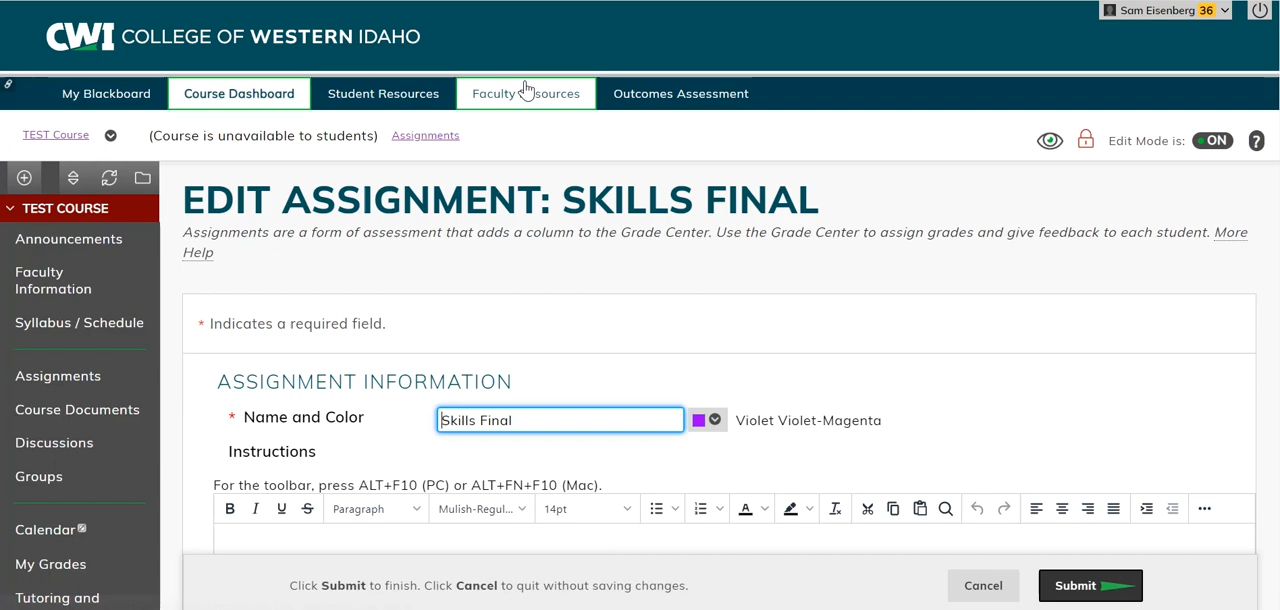 Sam Eisenberg 36
CWI COLLEGE OF WESTERN IDAHO
My Blackboard Course Dashboard Student Resources Faculty Resources Outcomes Assessment
TEST Course (Course is unavailable to students) Assignments Edit Mode is: ON ?
TEST COURSE
Announcements
Faculty
Information
Syllabus / Schedule
Assignments
Course Documents
Discussions
Groups
Calendar
My Grades
Tutoring and
EDIT ASSIGNMENT: SKILLS FINAL
Assignments are a form of assessment that adds a column to the Grade Center. Use the Grade Center to assign grades and give feedback to each student. More
Help
* Indicates a required field.
ASSIGNMENT INFORMATION
* Name and Color Skills Final Violet Violet-Magenta
Instructions
For the toolbar, press ALT+F10 (PC) or ALT+FN+F10 (Mac).
B I U S Paragraph Mulish-Regul... 14pt A
Click Submit to finish. Click Cancel to quit without saving changes. Cancel Submit